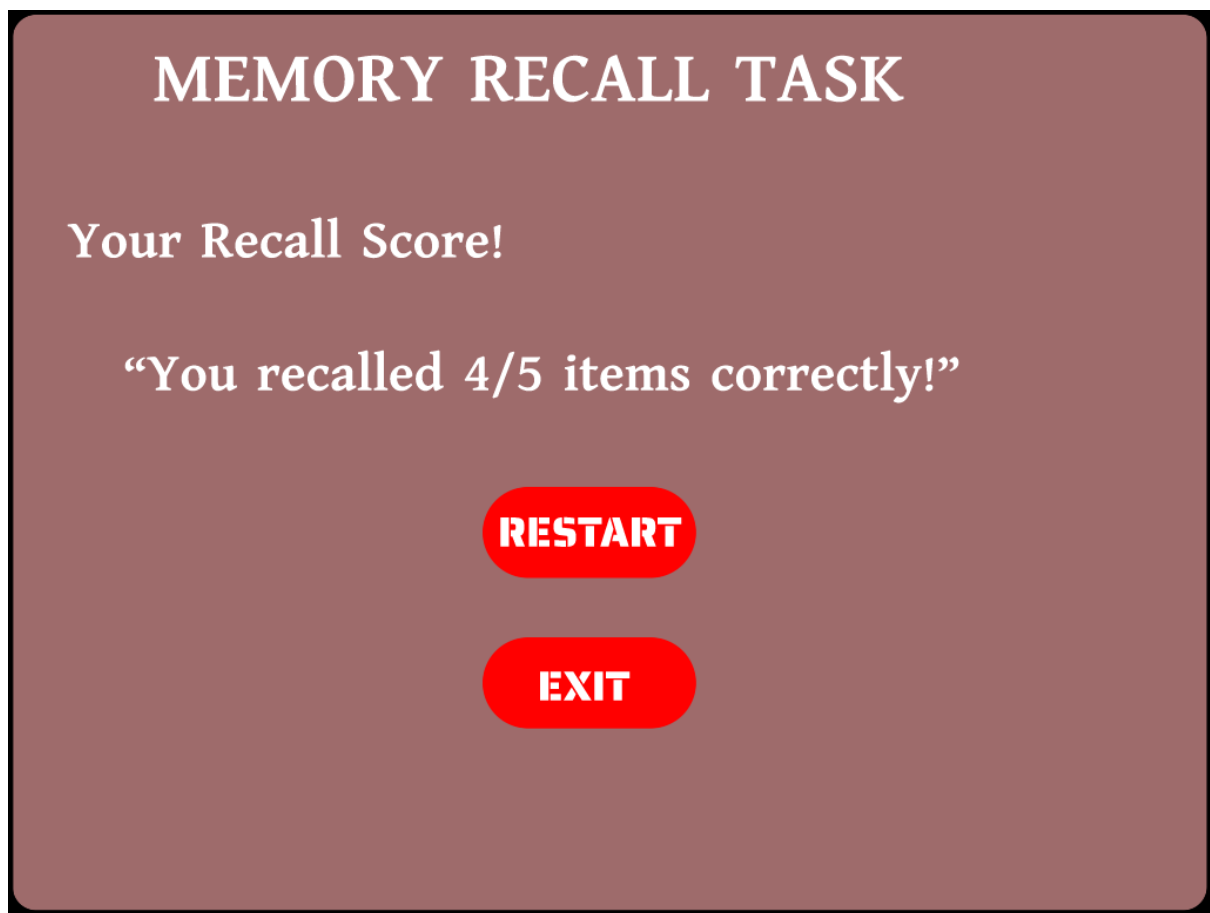 MEMORY RECALL TASK
Your Recall Score!
“You recalled 4/5 items correctly!”
RESTART
EXIT